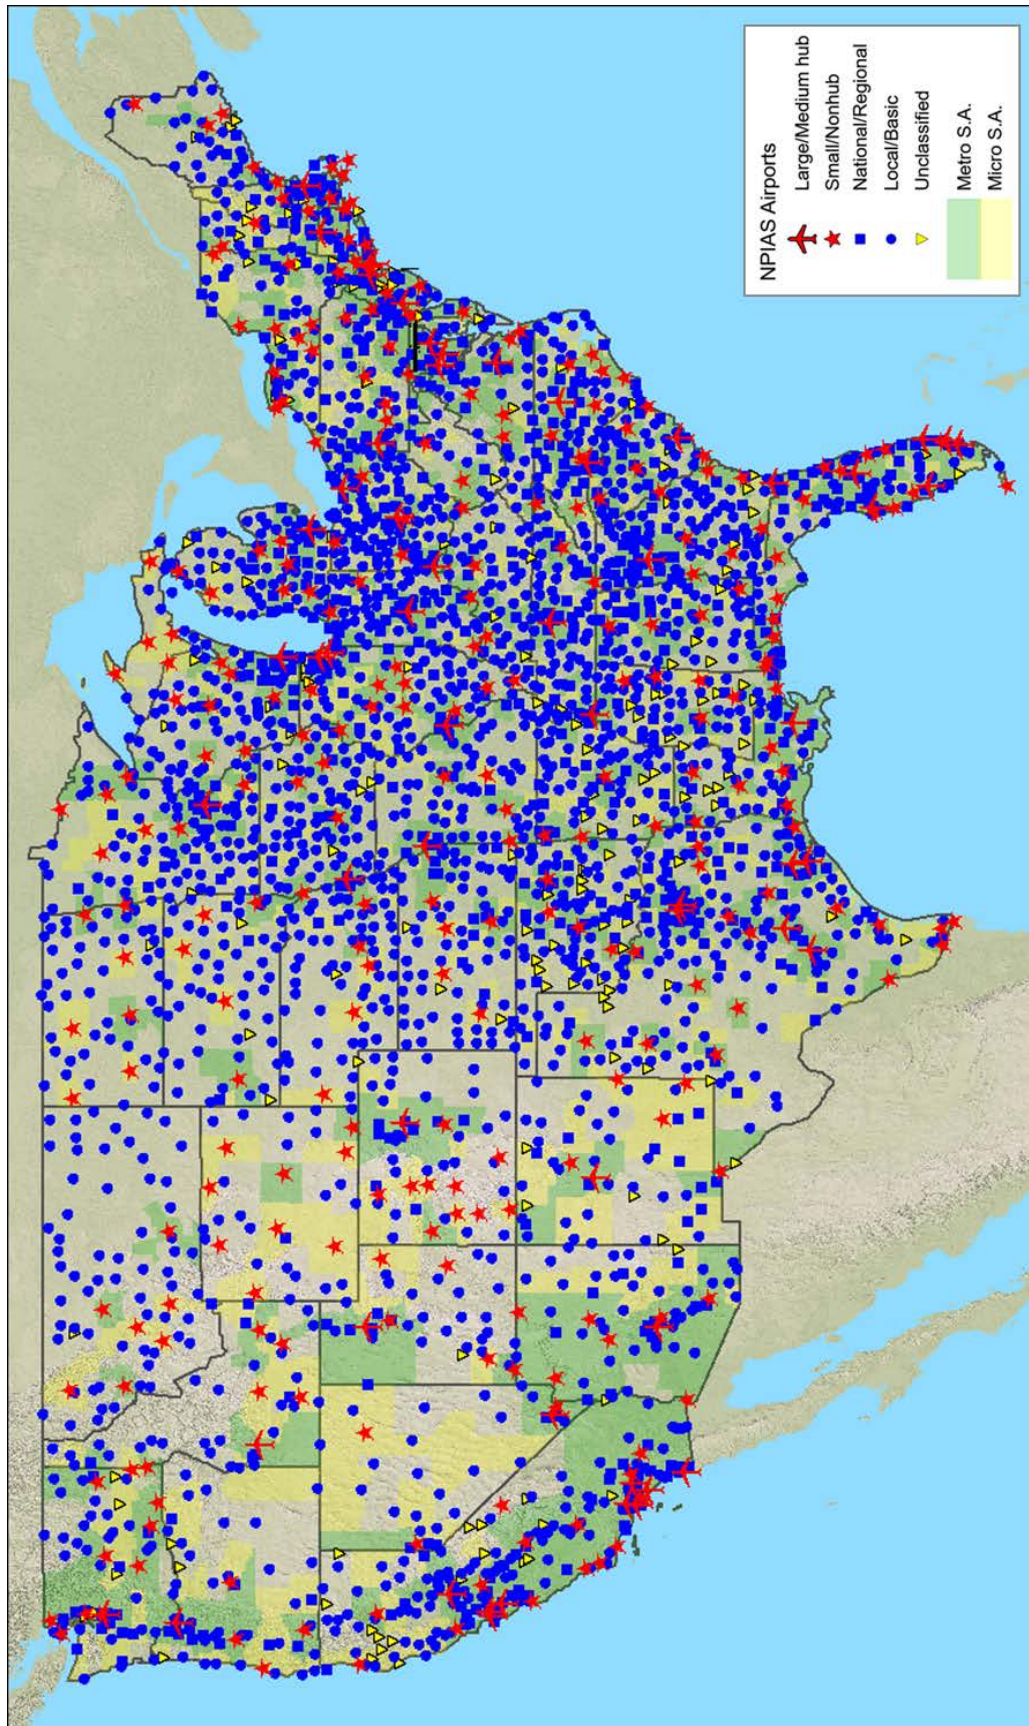 NPIAS Airports
Large/Medium hub
Small/Nonhub
National/Regional
Local/Basic
Unclassified
Metro S.A.
Micro S.A.